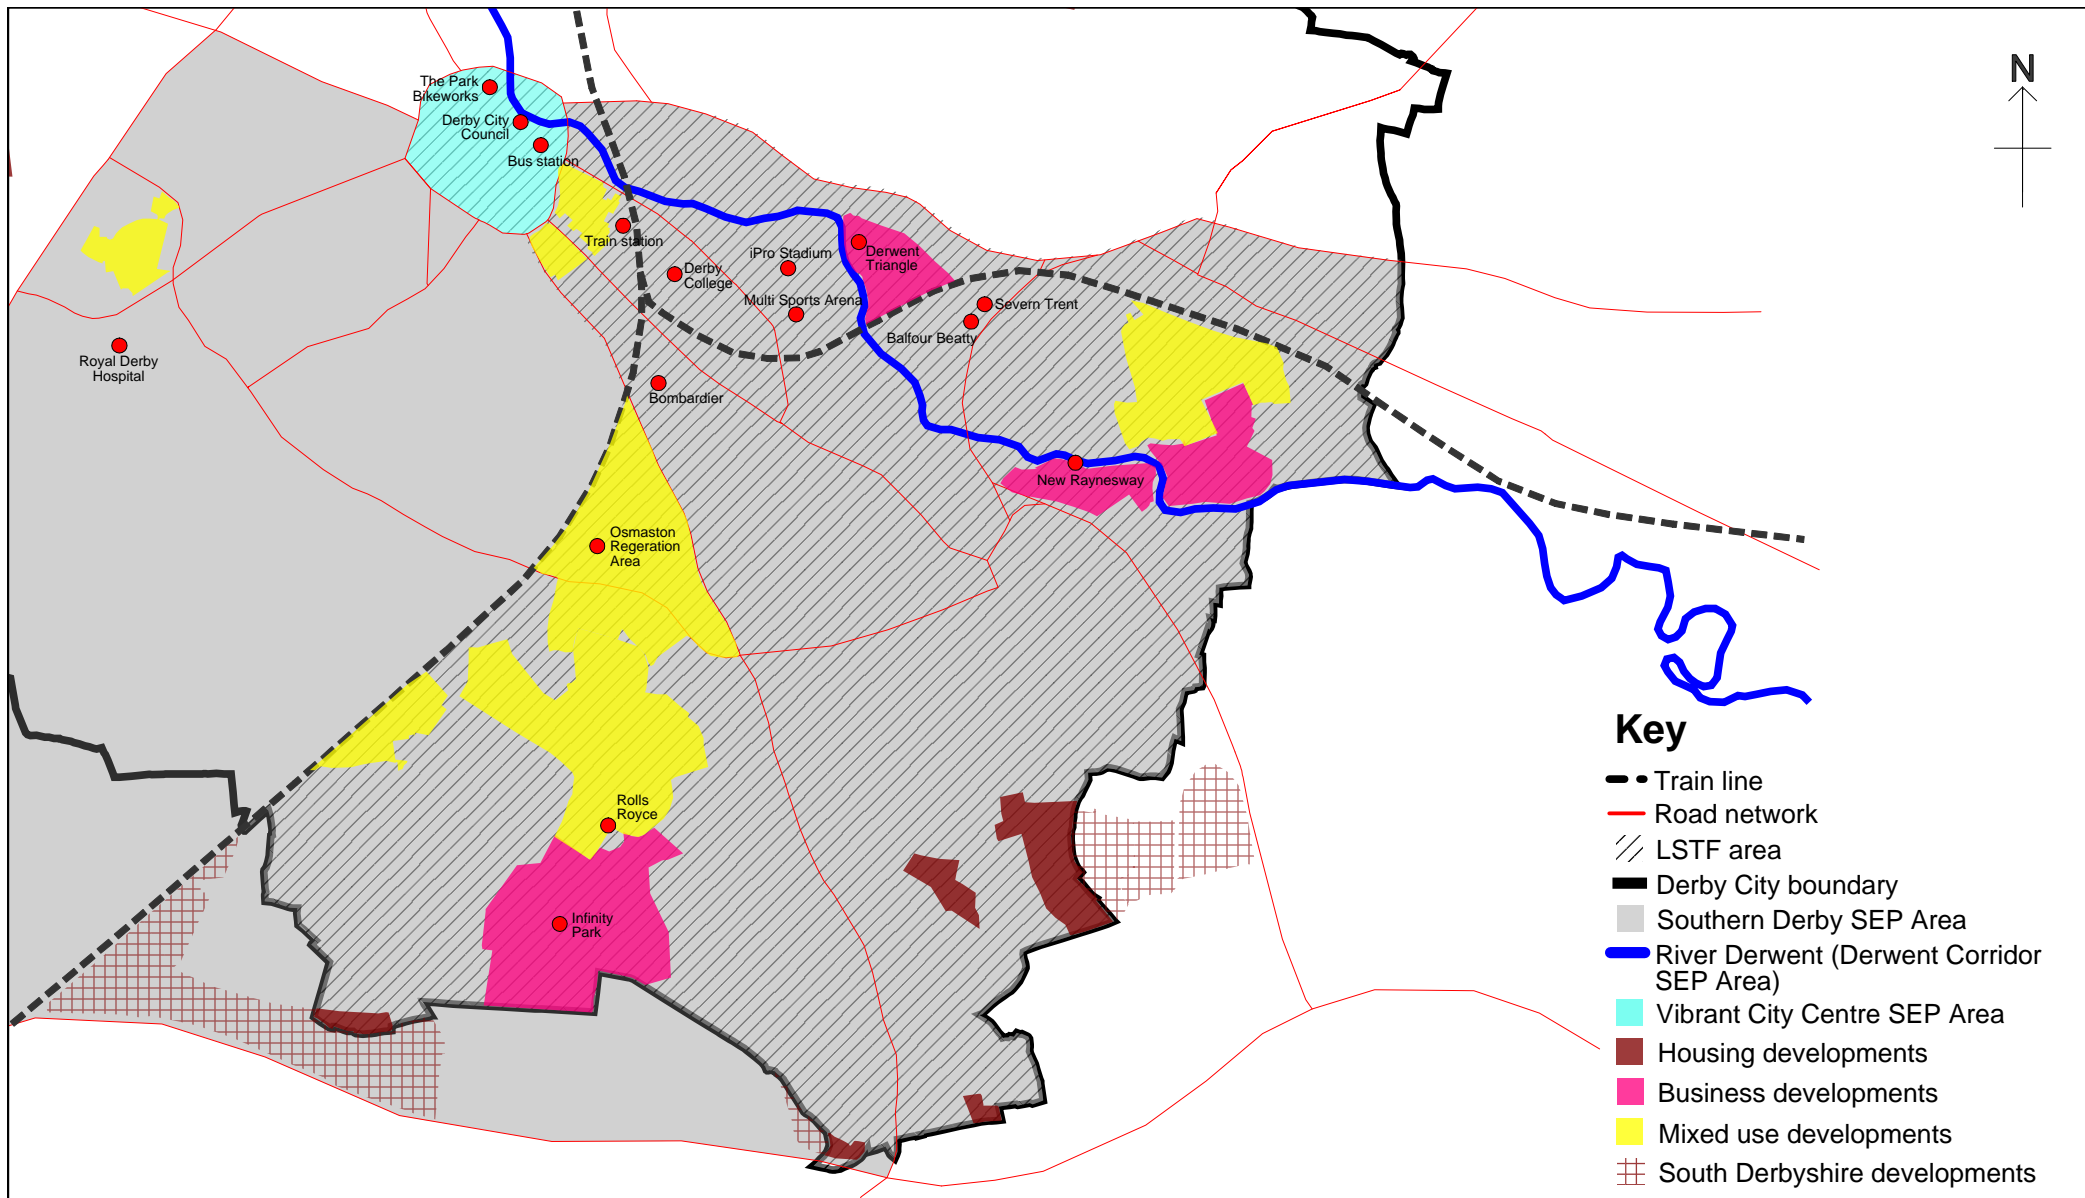 N
The Park
Bikeworks
Derby City
Council
Bus station
Train station
Derby
College
iPro Stadium
Multi Sports Arena
Derwent
Triangle
Severn Trent
Balfour Beatty
Royal Derby
Hospital
Bombardier
New Raynesway
Osmaston
Regeration
Area
Rolls
Royce
Infinity
Park
Key
Train line
Road network
LSTF area
Derby City boundary
Southern Derby SEP Area
River Derwent (Derwent Corridor
SEP Area)
Vibrant City Centre SEP Area
Housing developments
Business developments
Mixed use developments
South Derbyshire developments